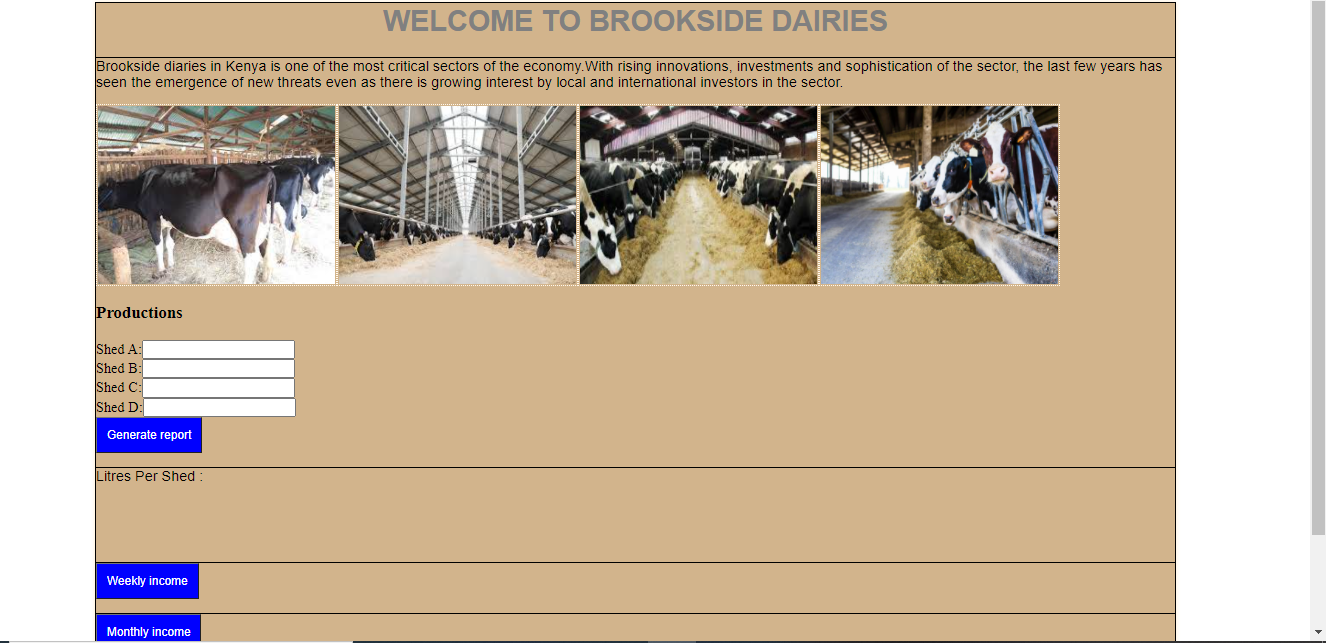 WELCOME TO BROOKSIDE DAIRIES
Brookside diaries in Kenya is one of the most critical sectors of the economy.With rising innovations, investments and sophistication of the sector, the last few years has
seen the emergence of new threats even as there is growing interest by local and international investors in the sector.
Productions
Shed A:
Shed B:
Shed C:
Shed D:
Generate report
Litres Per Shed :
Weekly income
Monthly income